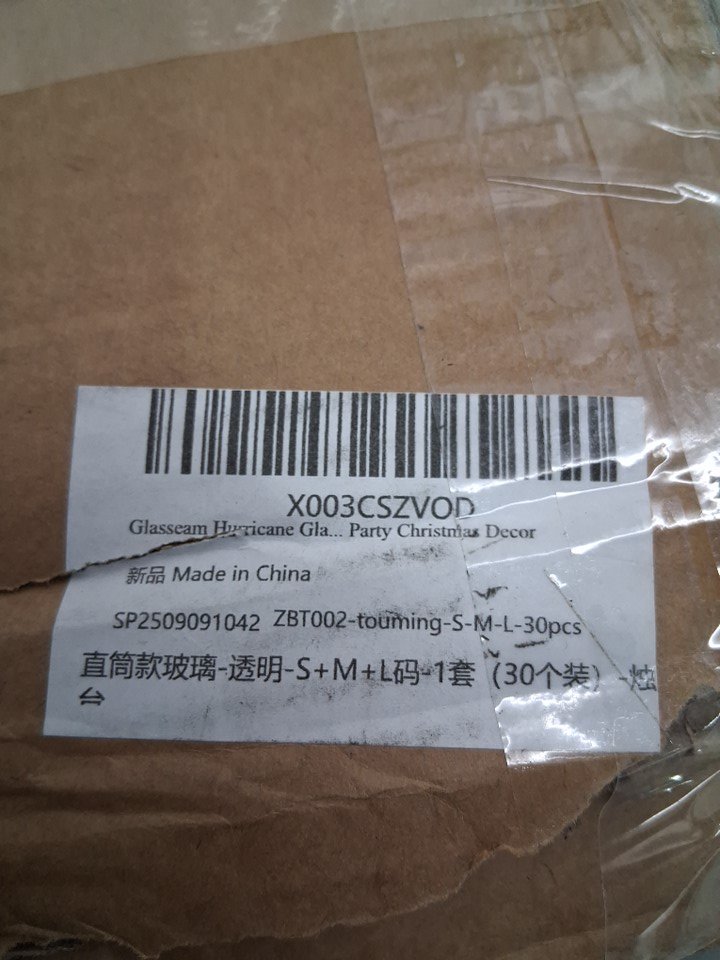 X003CSZVOD
Glasseam Hurricane Gla... Party Christmas Decor
新品 Made in China
SP2509091042 ZBT002-touming-S-M-L-30pcs
直筒款玻璃-透明-S+M+L码-1套（30个装）-烛
台